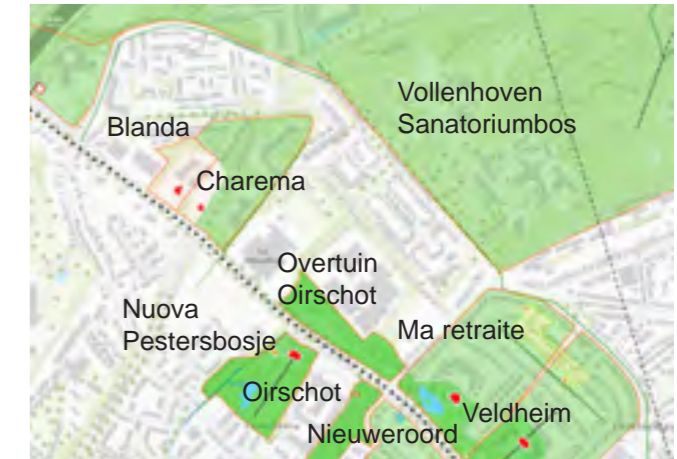 Vollenhoven
Sanatoriumbos
Blanda
Charema
Overtuin
Oirschot
Nuova
Pestersbosje
Ma retraite
Oirschot
Veldheim
Nieuweroord